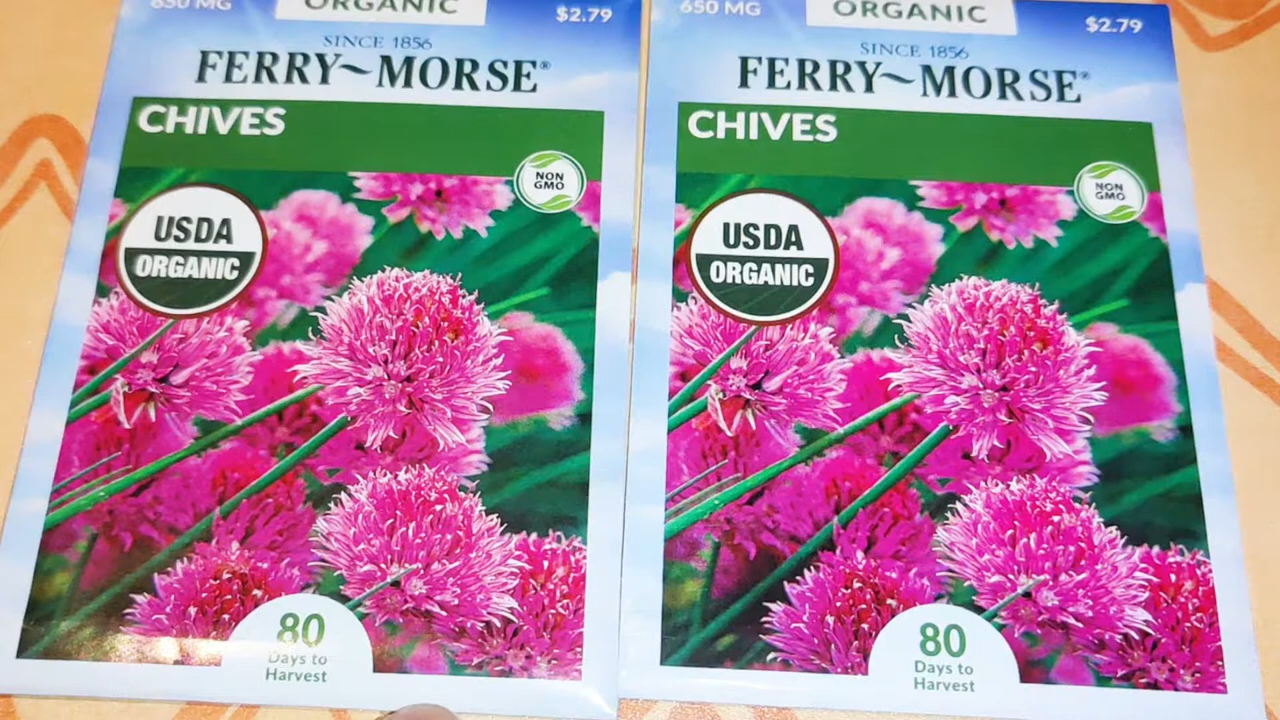 650 MG
ORGANIC
$2.79
SINCE 1856
FERRY~MORSE®
CHIVES
NON
GMO
USDA
ORGANIC
80
Days to
Harvest
650 MG
ORGANIC
$2.79
SINCE 1856
FERRY~MORSE®
CHIVES
NON
GMO
USDA
ORGANIC
80
Days to
Harvest